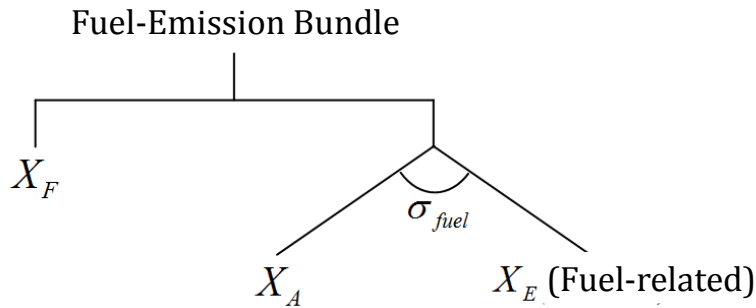 Fuel-Emission Bundle
X_F
σ_fuel
X_A
X_E (Fuel-related)